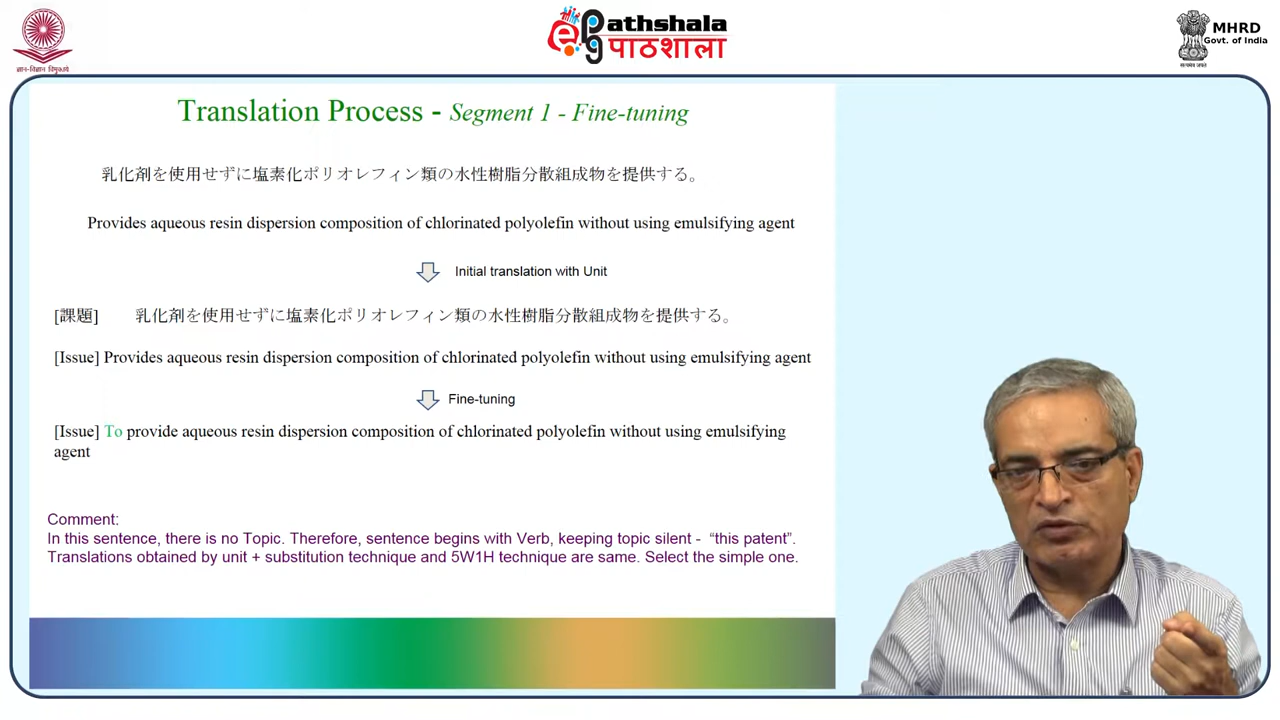 ज्ञान-विज्ञान विमुक्तये
Pathshala
पाठशाला
MHRD
Govt. of India
सत्यमेव जयते
Translation Process - Segment 1 - Fine-tuning
乳化剤を使用せずに塩素化ポリオレフィン類の水性樹脂分散組成物を提供する。
Provides aqueous resin dispersion composition of chlorinated polyolefin without using emulsifying agent
Initial translation with Unit
[課題] 乳化剤を使用せずに塩素化ポリオレフィン類の水性樹脂分散組成物を提供する。
[Issue] Provides aqueous resin dispersion composition of chlorinated polyolefin without using emulsifying agent
Fine-tuning
[Issue] To provide aqueous resin dispersion composition of chlorinated polyolefin without using emulsifying
agent
Comment:
In this sentence, there is no Topic. Therefore, sentence begins with Verb, keeping topic silent - “this patent”.
Translations obtained by unit + substitution technique and 5W1H technique are same. Select the simple one.